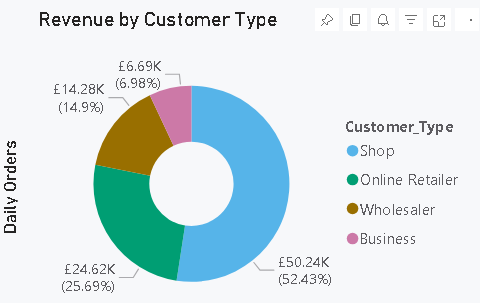 Revenue by Customer Type
£6.69K
(6.98%)
£14.28K
(14.9%)
Daily Orders
£24.62K
(25.69%)
£50.24K
(52.43%)
Customer_Type
Shop
Online Retailer
Wholesaler
Business